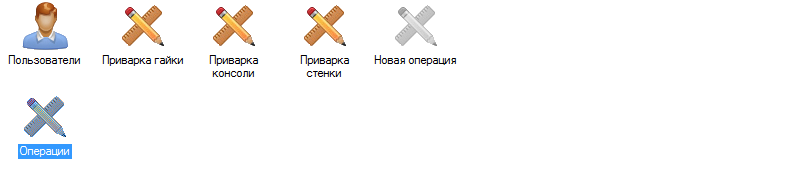 Пользователи
Приварка гайки
Приварка
консоли
Приварка
стенки
Новая операция
Операции